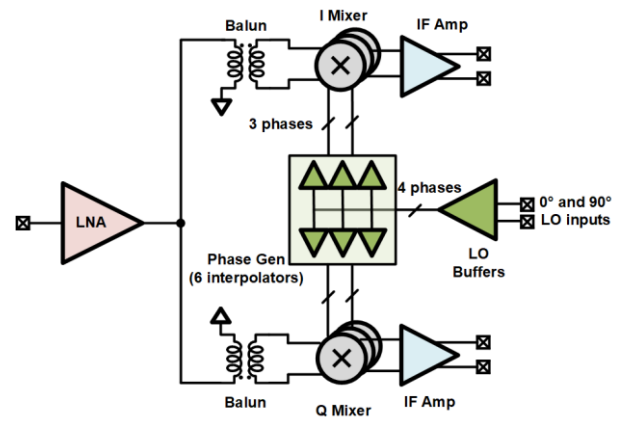 I Mixer
Balun
IF Amp
3 phases
4 phases
0° and 90°
LO inputs
LNA
LO
Buffers
Phase Gen
(6 interpolators)
Balun
Q Mixer
IF Amp